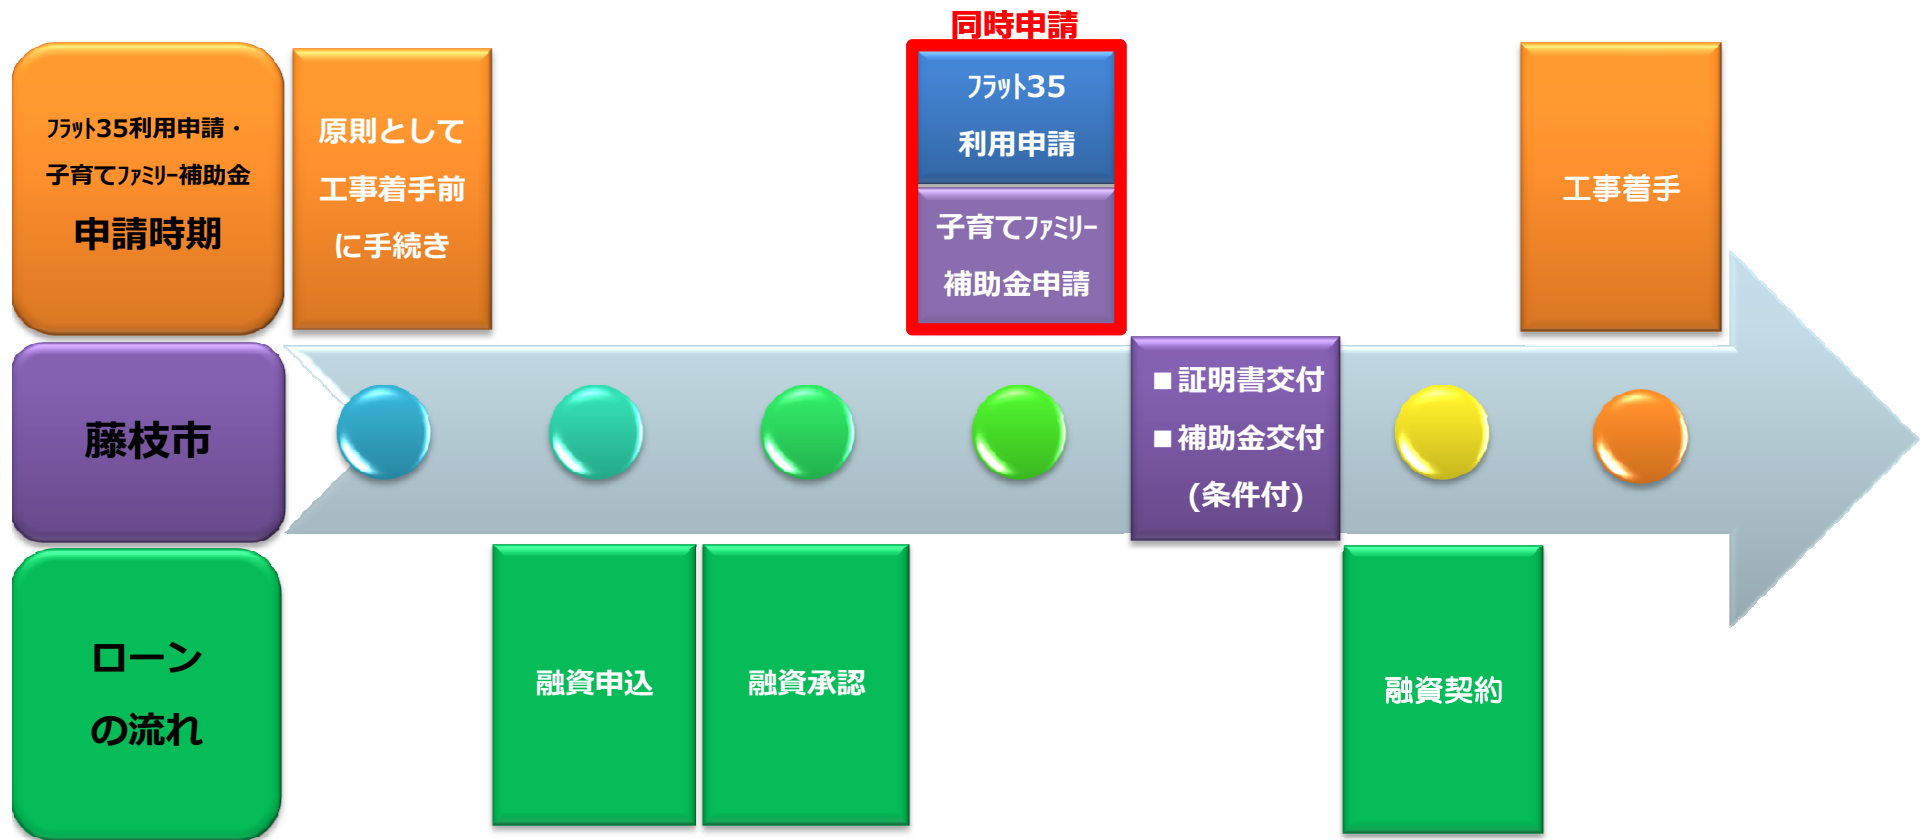 同時申請
ﾌﾗｯﾄ35利用申請・
子育てﾌｧﾐﾘｰ補助金
申請時期
原則として
工事着手前
に手続き
ﾌﾗｯﾄ35
利用申請
子育てﾌｧﾐﾘｰ
補助金申請
工事着手
藤枝市
■証明書交付
■補助金交付
(条件付)
ローン
の流れ
融資申込
融資承認
融資契約